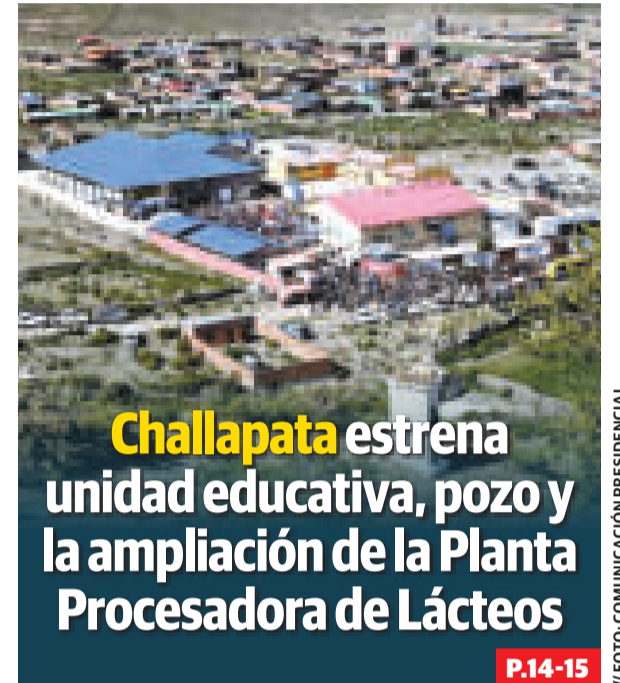 Challapata estrena
unidad educativa, pozo y
la ampliación de la Planta
Procesadora de Lácteos
P.14-15
// FOTO: COMUNICACIÓN PRESIDENCIAL